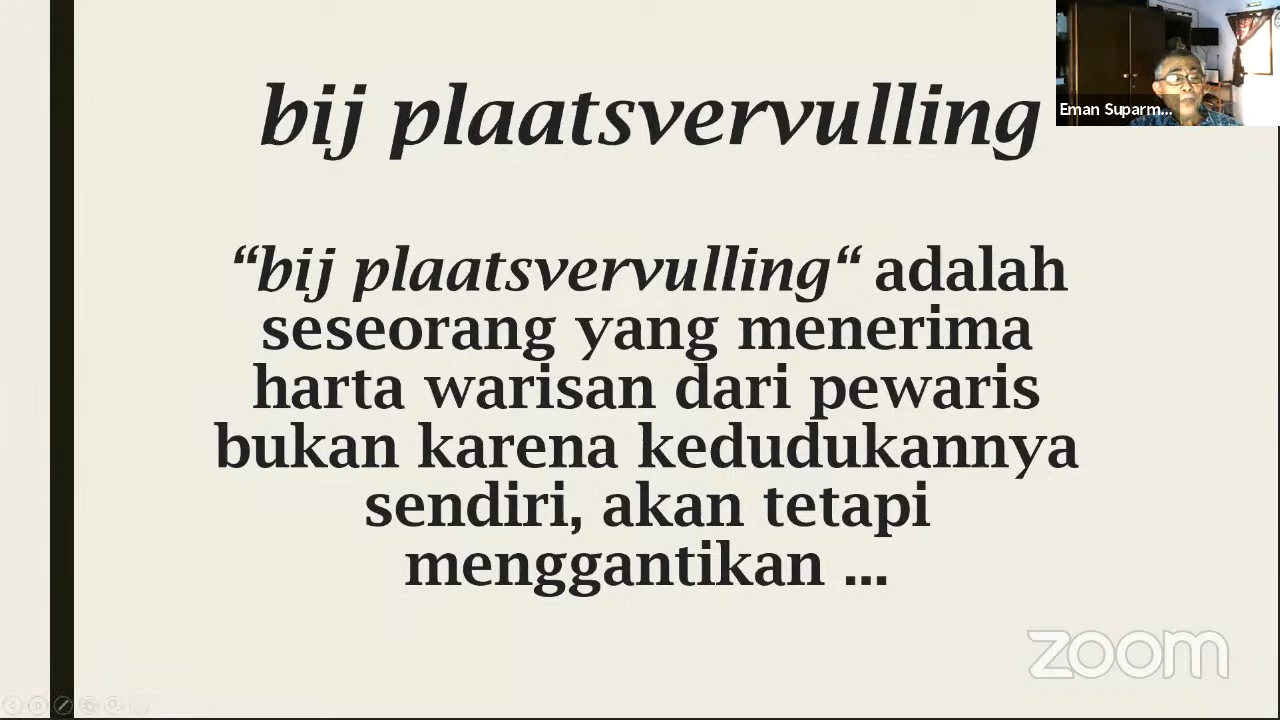 bij plaatsvervulling
Eman Suparm...
“bij plaatsvervulling“ adalah
seseorang yang menerima
harta warisan dari pewaris
bukan karena kedudukannya
sendiri, akan tetapi
menggantikan ...
zoom